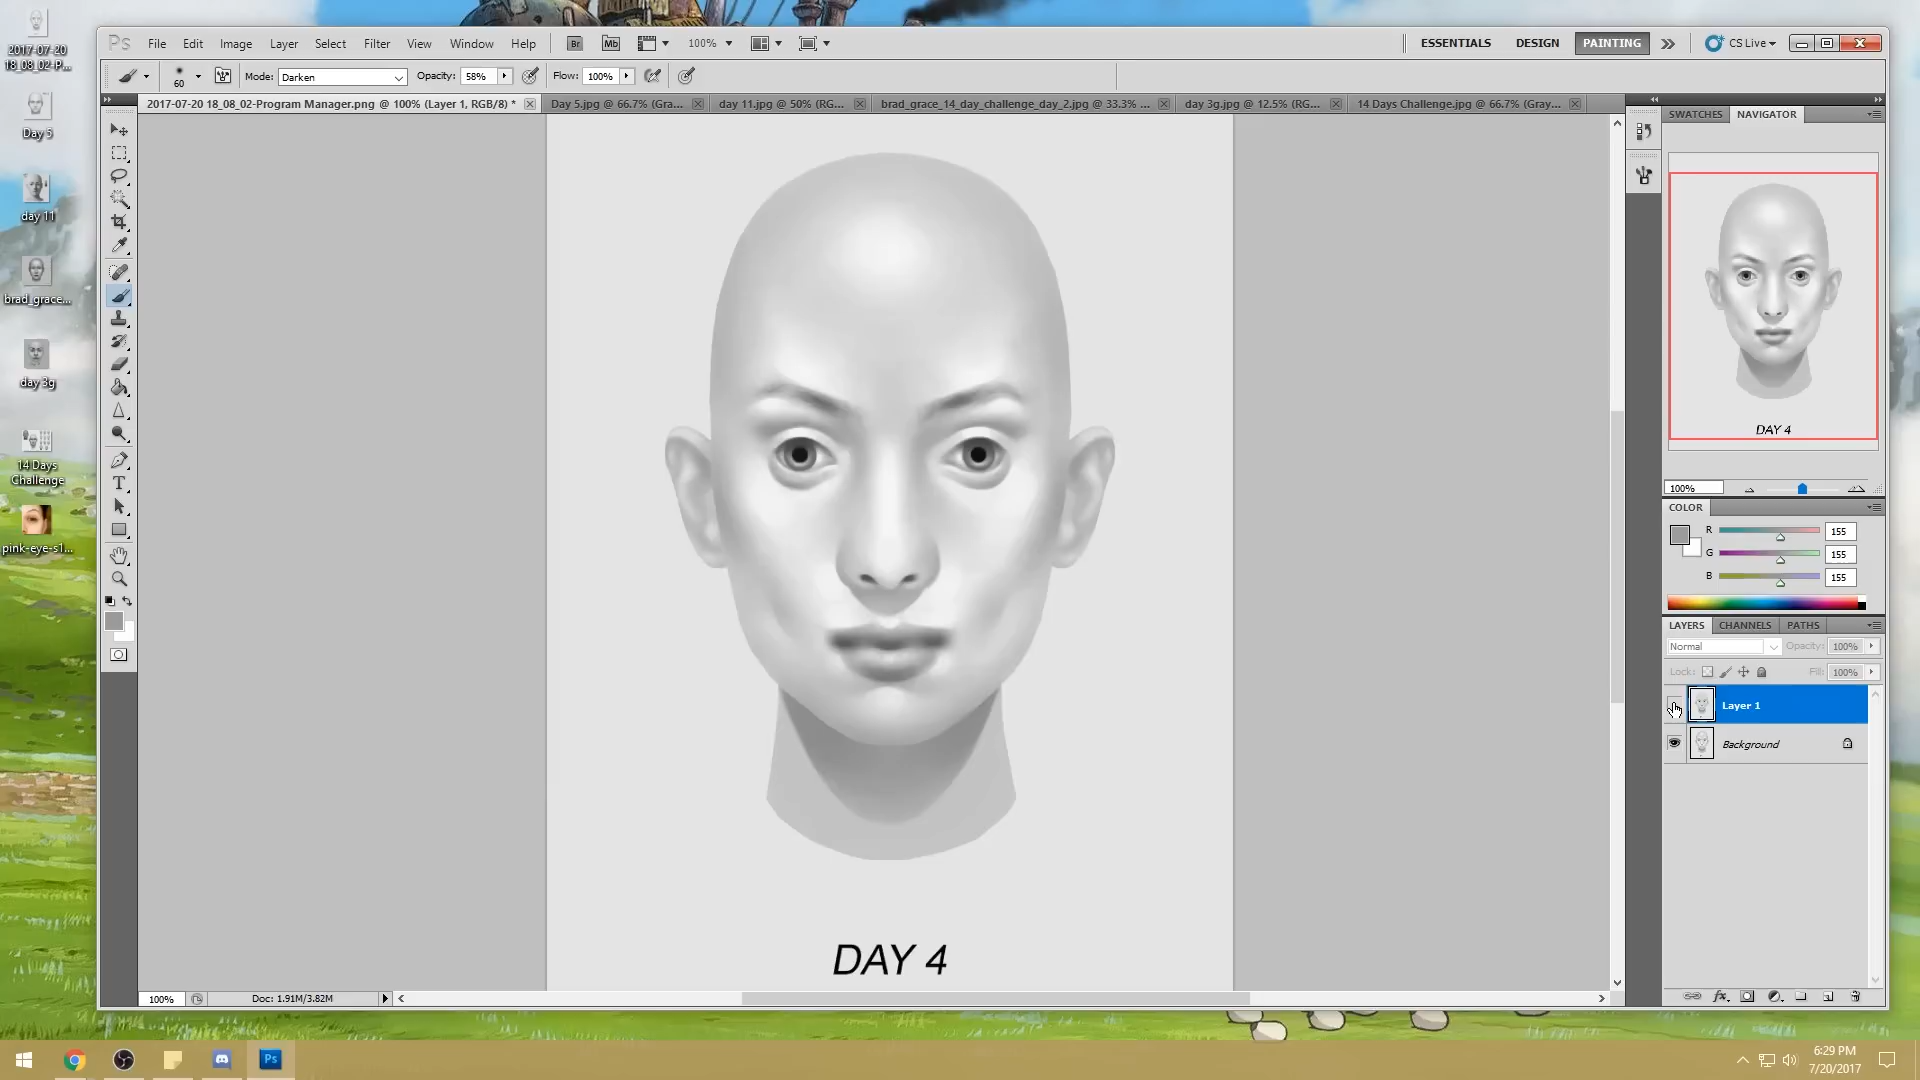 2017-07-20
18_08_02-P...
Day 5
day 11
brad_grace...
day 3g
14 Days
Challenge
pink-eye-s1...
Ps
File Edit Image Layer Select Filter View Window Help
Br Mb 100%
ESSENTIALS DESIGN PAINTING
CS Live
60
Mode: Darken
Opacity: 58%
Flow: 100%
2017-07-20 18_08_02-Program Manager.png @ 100% (Layer 1, RGB/8) *
Day 5.jpg @ 66.7% (Gra...
day 11.jpg @ 50% (RG...
brad_grace_14_day_challenge_day_2.jpg @ 33.3% ...
day 3g.jpg @ 12.5% (RG...
14 Days Challenge.jpg @ 66.7% (Gray...
DAY 4
100%
Doc: 1.91M/3.82M
SWATCHES NAVIGATOR
DAY 4
100%
COLOR
R 155
G 155
B 155
LAYERS CHANNELS PATHS
Normal Opacity: 100%
Lock: Fill: 100%
Layer 1
Background
fx
Ps
6:29 PM
7/20/2017